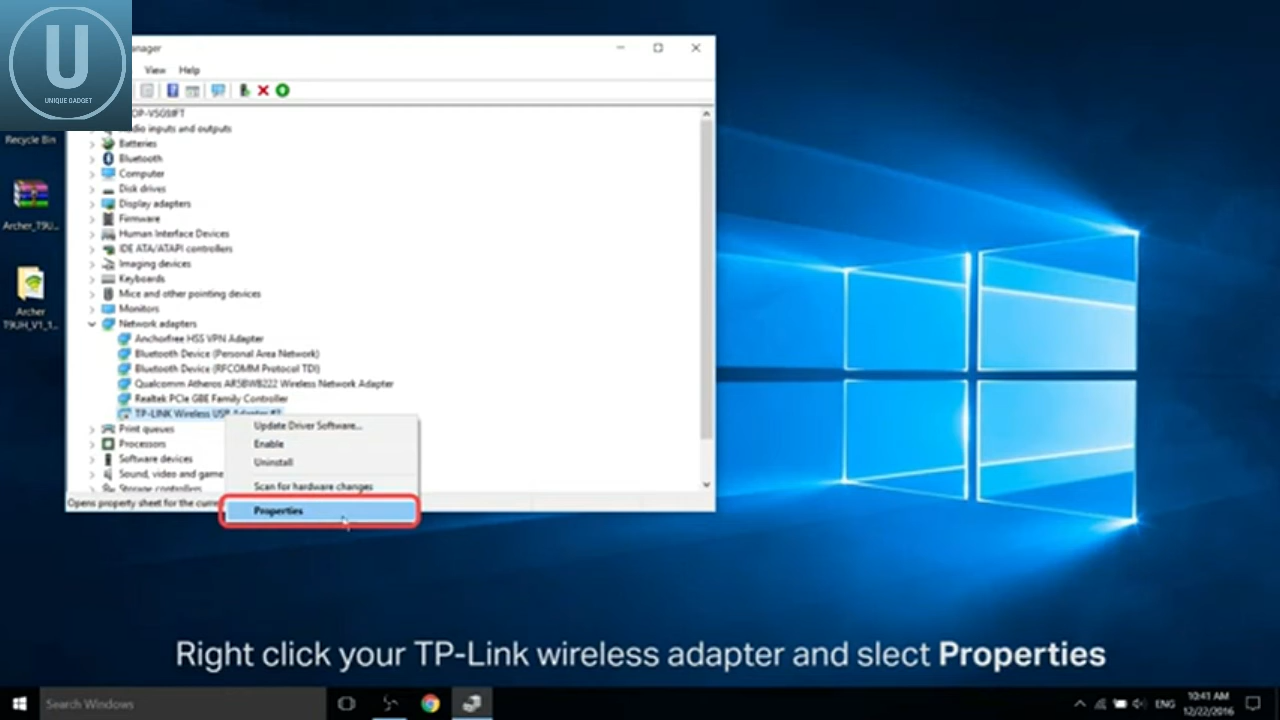 U
UNIQUE GADGET
View Help
Audio inputs and outputs
Batteries
Bluetooth
Computer
Disk drives
Display adapters
Firmware
Human Interface Devices
IDE ATA/ATAPI controllers
Imaging devices
Keyboards
Mice and other pointing devices
Monitors
Network adapters
Anchorfree HSS VPN Adapter
Bluetooth Device (Personal Area Network)
Bluetooth Device (RFCOMM Protocol TDI)
Qualcomm Atheros AR5BWB222 Wireless Network Adapter
Realtek PCIe GBE Family Controller
TP-LINK Wireless USB Adapter #2
Print queues
Processors
Software devices
Sound, video and game
Storage controllers
Opens property sheet for the curre
Update Driver Software...
Enable
Uninstall
Scan for hardware changes
Properties
Recycle Bin
Archer_T9U...
Archer
T9UH_V1_1...
Right click your TP-Link wireless adapter and slect Properties
Search Windows
ENG
10:41 AM
12/22/2016